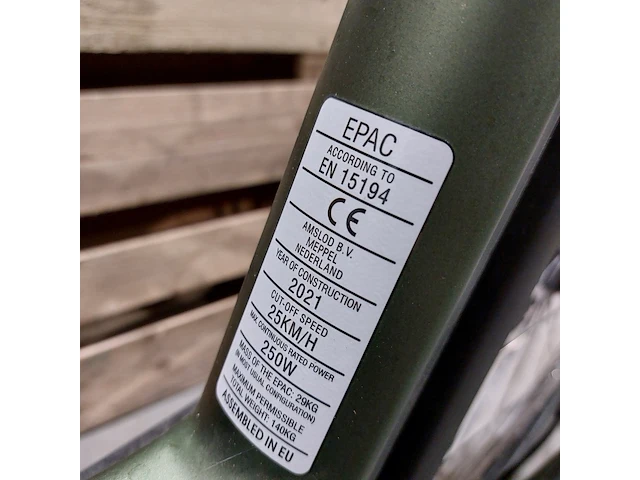 EPAC
ACCORDING TO
EN 15194
CE
AMSLOD B.V.
MEPPEL
NEDERLAND
YEAR OF CONSTRUCTION
2021
CUT-OFF SPEED
25KM/H
MAX. CONTINUOUS RATED POWER
250W
MASS OF THE EPAC: 29KG
(IN MOST USUAL CONFIGURATION)
MAXIMUM PERMISSIBLE
TOTAL WEIGHT: 140KG
ASSEMBLED IN EU